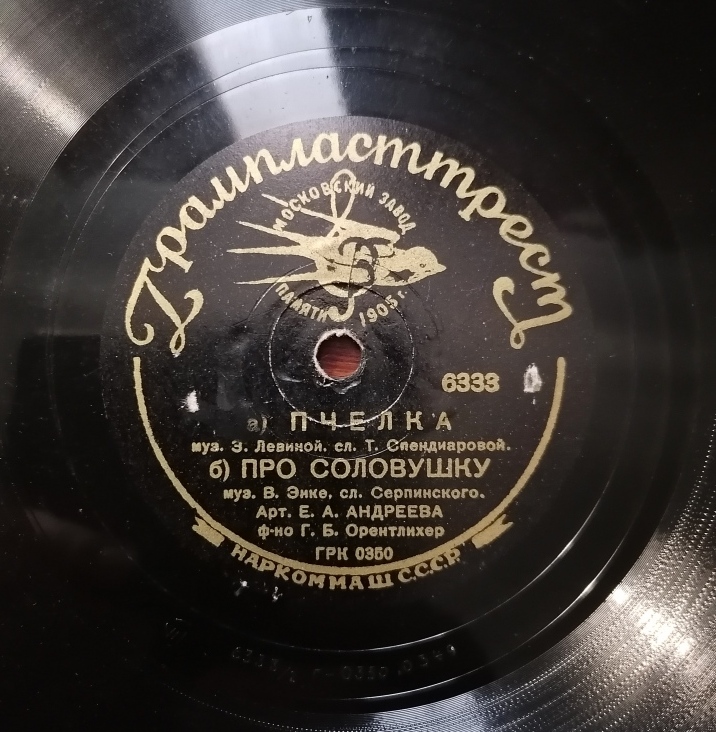 Грампласттрест
МОСКОВСКИЙ ЗАВОД
ПАМЯТИ 1905 г.
6333
а) ПЧЕЛКА
муз. З. Левиной, сл. Т. Спендиаровой.
б) ПРО СОЛОВУШКУ
муз. В. Энке, сл. Серпинского.
Арт. Е. А. АНДРЕЕВА
ф-но Г. Б. Орентлихер
ГРК 0350
НАРКОММАШ С.С.С.Р.